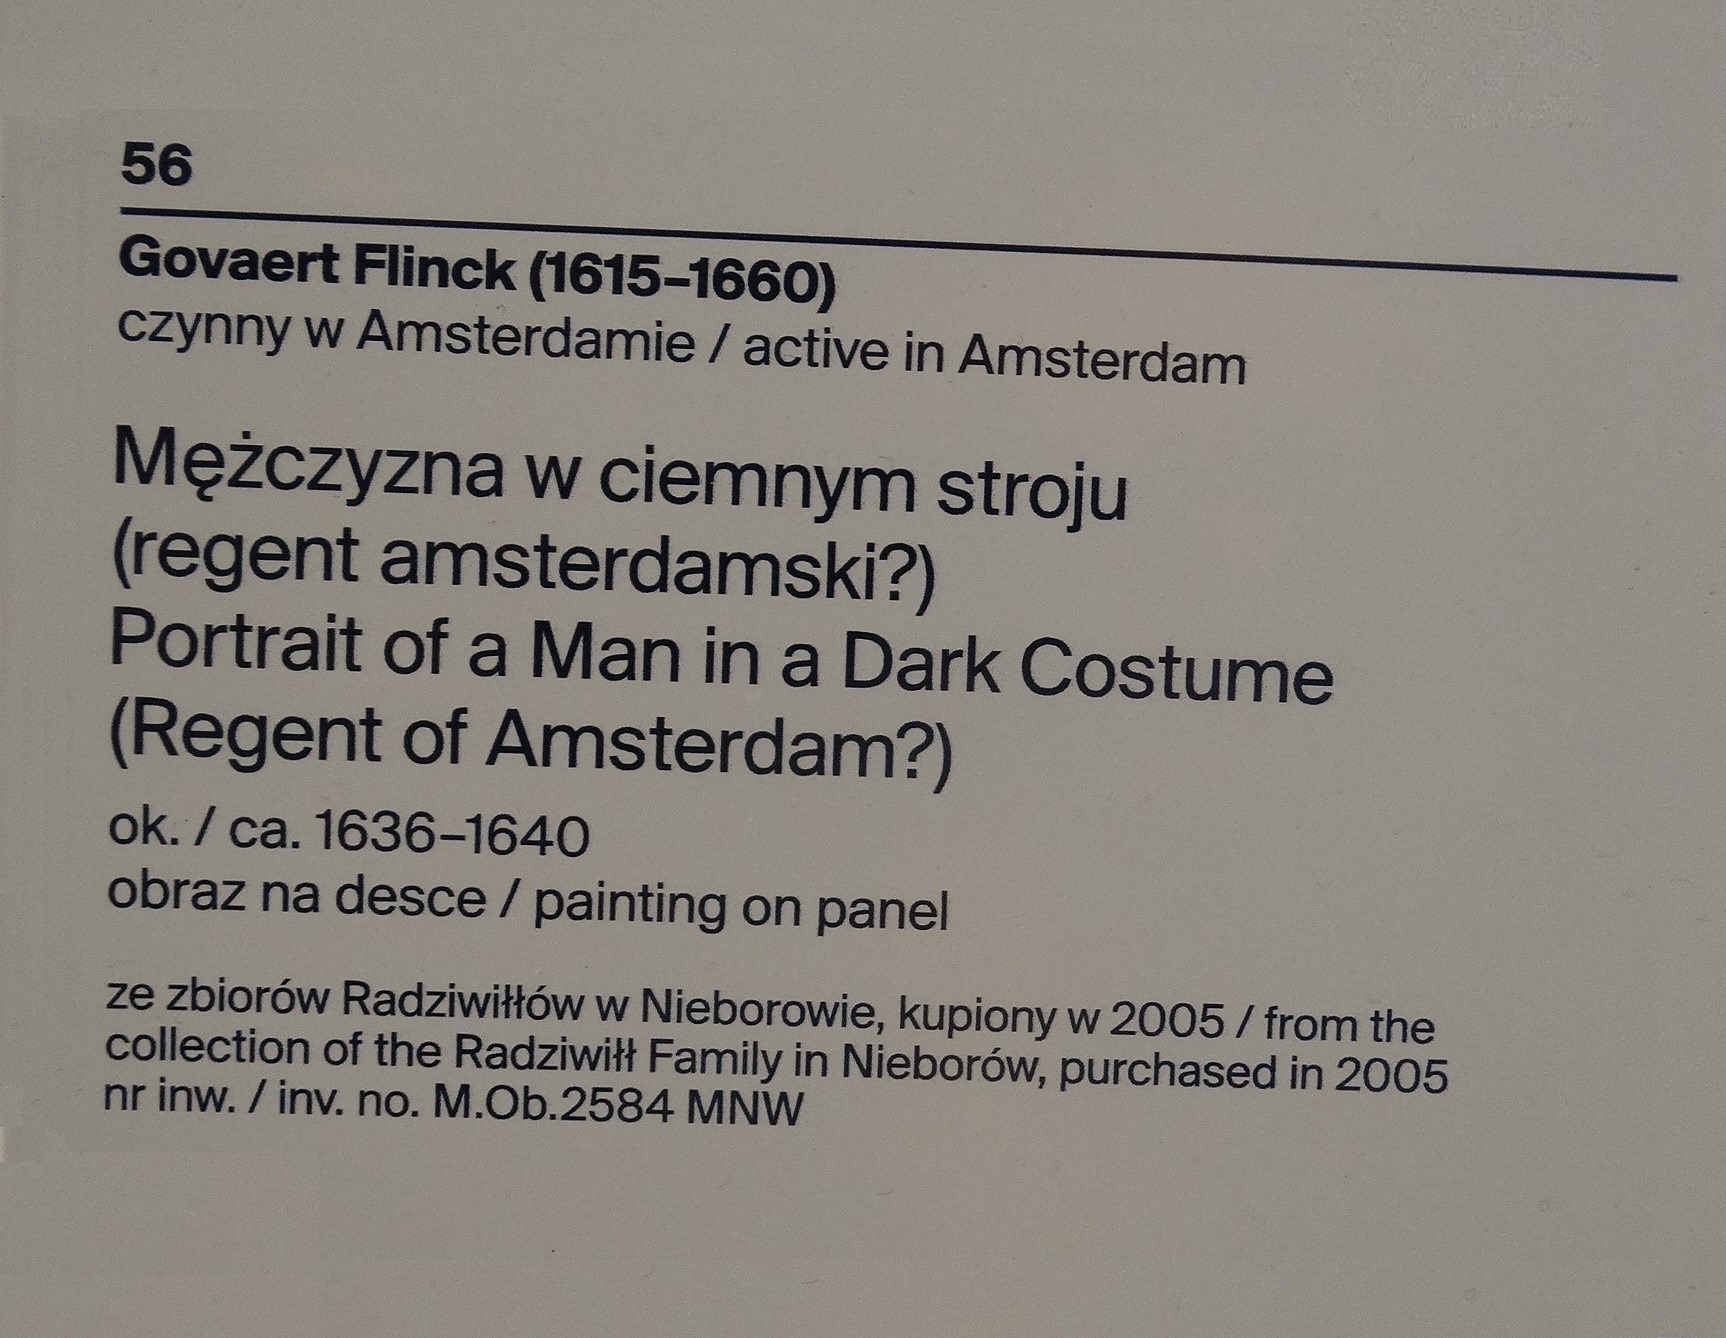 56
Govaert Flinck (1615–1660)
czynny w Amsterdamie / active in Amsterdam
Mężczyzna w ciemnym stroju
(regent amsterdamski?)
Portrait of a Man in a Dark Costume
(Regent of Amsterdam?)
ok. / ca. 1636–1640
obraz na desce / painting on panel
ze zbiorów Radziwiłłów w Nieborowie, kupiony w 2005 / from the
collection of the Radziwiłł Family in Nieborów, purchased in 2005
nr inw. / inv. no. M.Ob.2584 MNW